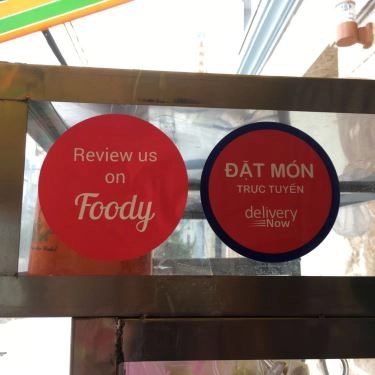 Review us
on
Foody
ĐẶT MÓN
TRỰC TUYẾN
delivery
Now